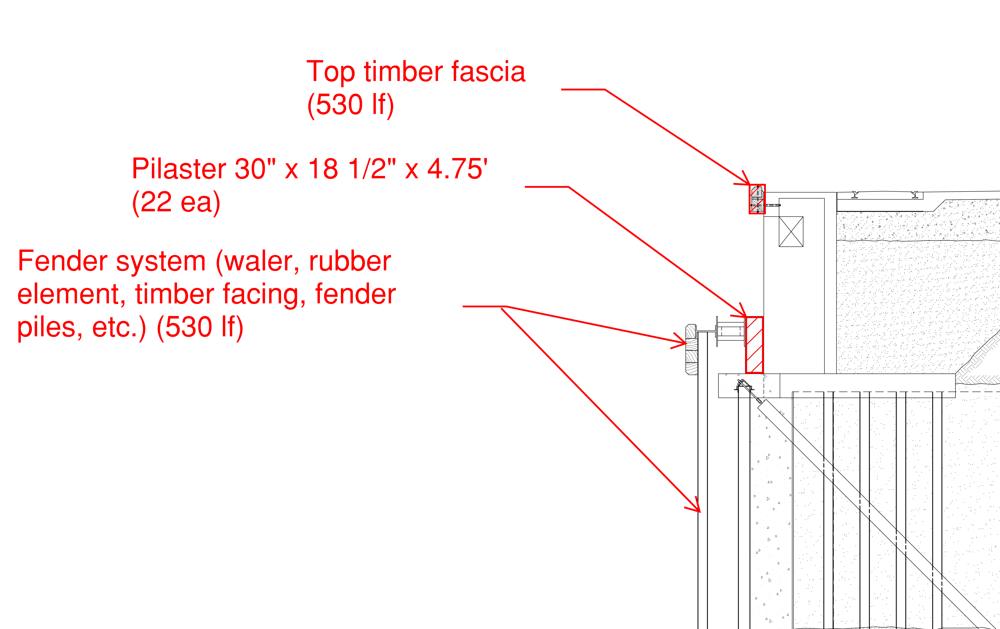 Top timber fascia
(530 lf)
Pilaster 30" x 18 1/2" x 4.75'
(22 ea)
Fender system (waler, rubber
element, timber facing, fender
piles, etc.) (530 lf)